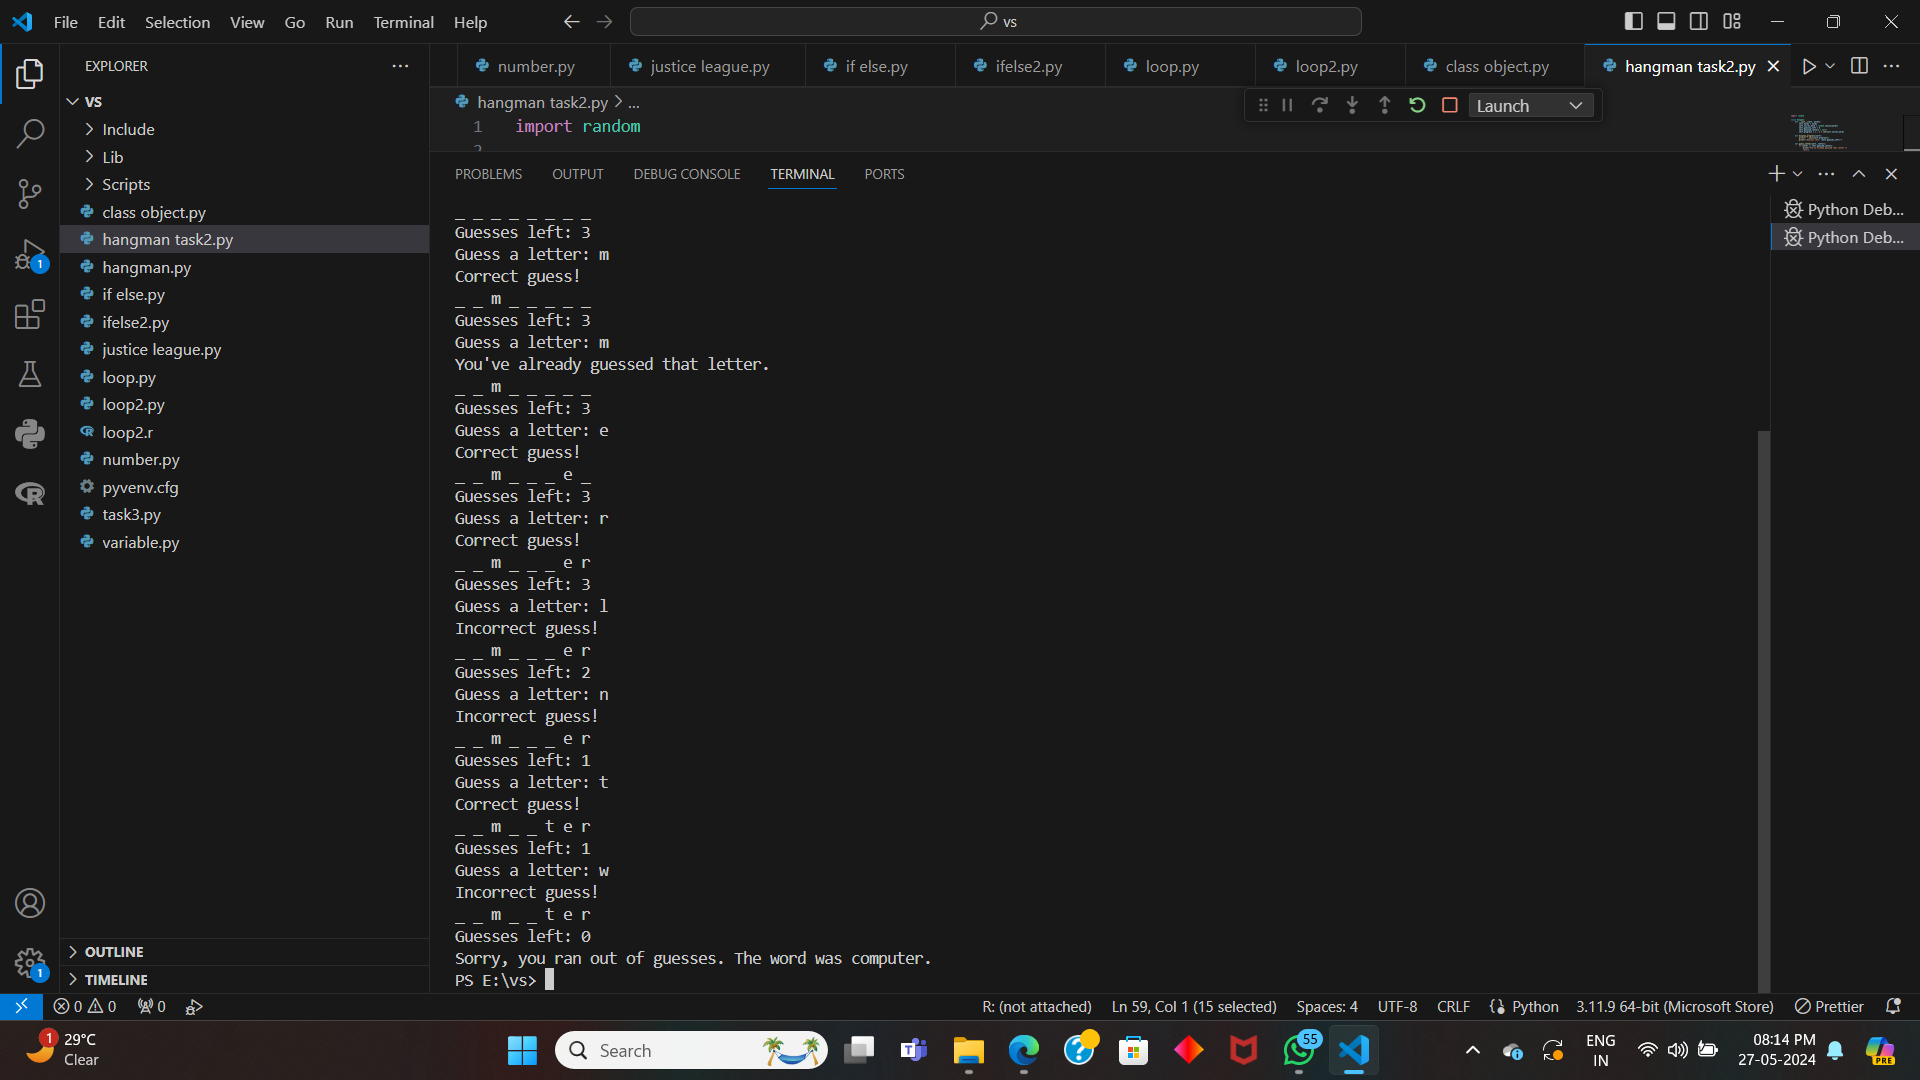 File Edit Selection View Go Run Terminal Help
vs
EXPLORER
number.py
justice league.py
if else.py
ifelse2.py
loop.py
loop2.py
class object.py
hangman task2.py
VS
Include
Lib
Scripts
class object.py
hangman task2.py
hangman.py
if else.py
ifelse2.py
justice league.py
loop.py
loop2.py
loop2.r
number.py
pyvenv.cfg
task3.py
variable.py
OUTLINE
TIMELINE
1
1
hangman task2.py > ...
Launch
1 import random
2
PROBLEMS OUTPUT DEBUG CONSOLE TERMINAL PORTS
Python Deb...
Python Deb...
_ _ _ _ _ _ _ _
Guesses left: 3
Guess a letter: m
Correct guess!
_ _ m _ _ _ _ _
Guesses left: 3
Guess a letter: m
You've already guessed that letter.
_ _ m _ _ _ _ _
Guesses left: 3
Guess a letter: e
Correct guess!
_ _ m _ _ _ e _
Guesses left: 3
Guess a letter: r
Correct guess!
_ _ m _ _ _ e r
Guesses left: 3
Guess a letter: l
Incorrect guess!
_ _ m _ _ _ e r
Guesses left: 2
Guess a letter: n
Incorrect guess!
_ _ m _ _ _ e r
Guesses left: 1
Guess a letter: t
Correct guess!
_ _ m _ _ t e r
Guesses left: 1
Guess a letter: w
Incorrect guess!
_ _ m _ _ t e r
Guesses left: 0
Sorry, you ran out of guesses. The word was computer.
PS E:\vs>
0 0 0 R: (not attached) Ln 59, Col 1 (15 selected) Spaces: 4 UTF-8 CRLF Python 3.11.9 64-bit (Microsoft Store) Prettier
1
29°C
Clear
Search
55
ENG
IN
08:14 PM
27-05-2024
PRE